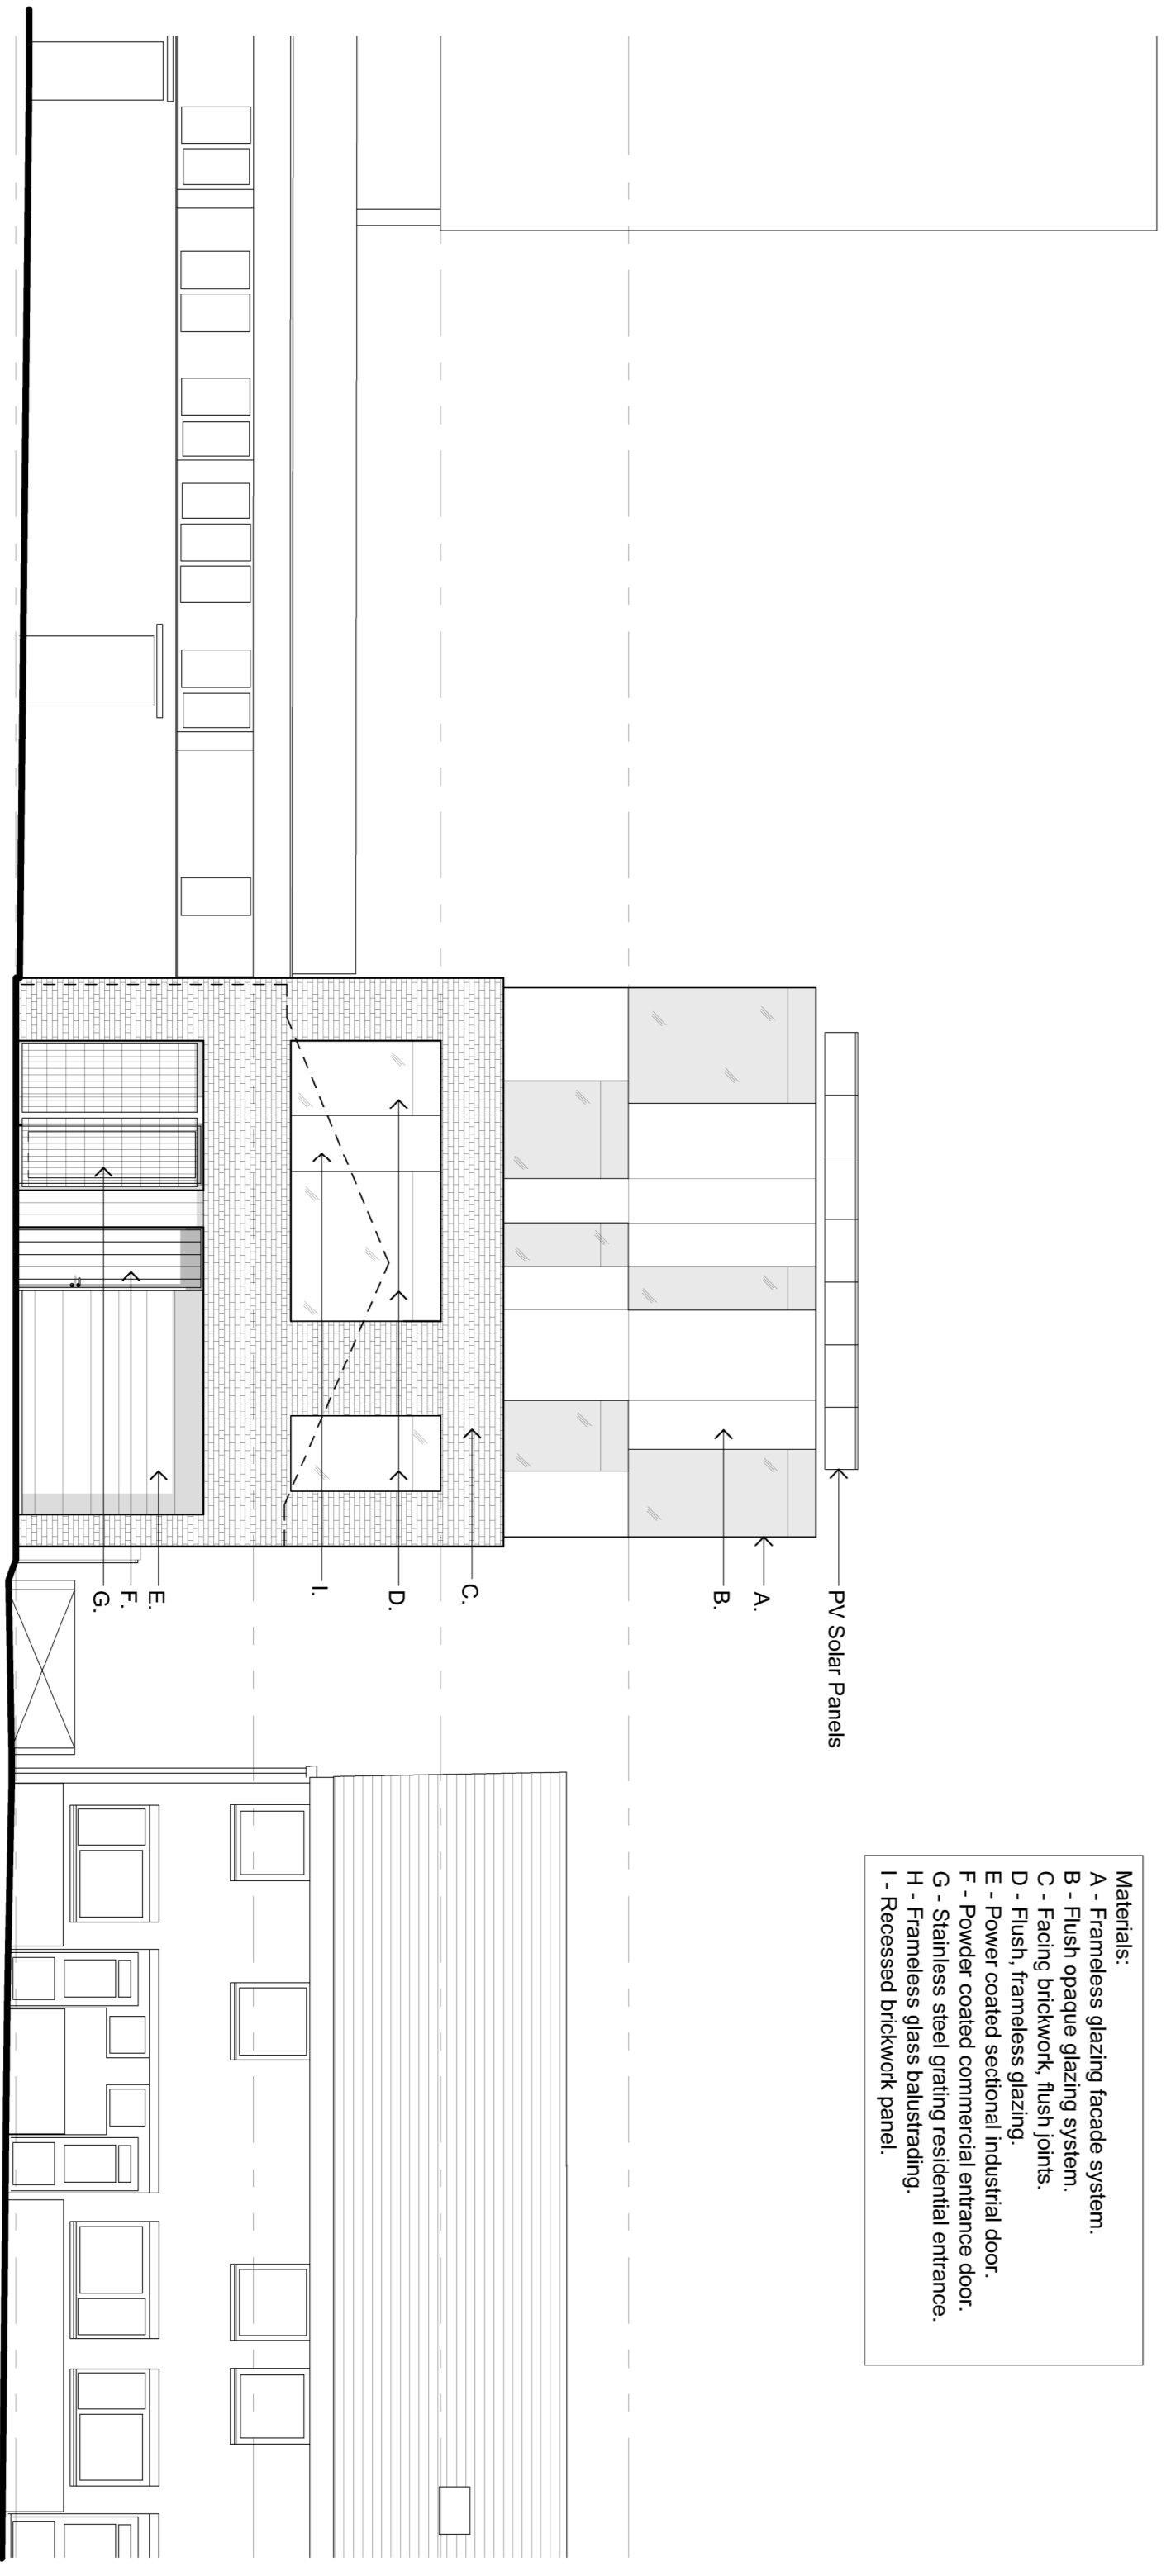 Materials:
A - Frameless glazing facade system.
B - Flush opaque glazing system.
C - Facing brickwork, flush joints.
D - Flush, frameless glazing.
E - Power coated sectional industrial door.
F - Powder coated commercial entrance door.
G - Stainless steel grating residential entrance.
H - Frameless glass balustrading.
I - Recessed brickwork panel.
PV Solar Panels
A.
B.
C.
D.
I.
E.
F.
G.